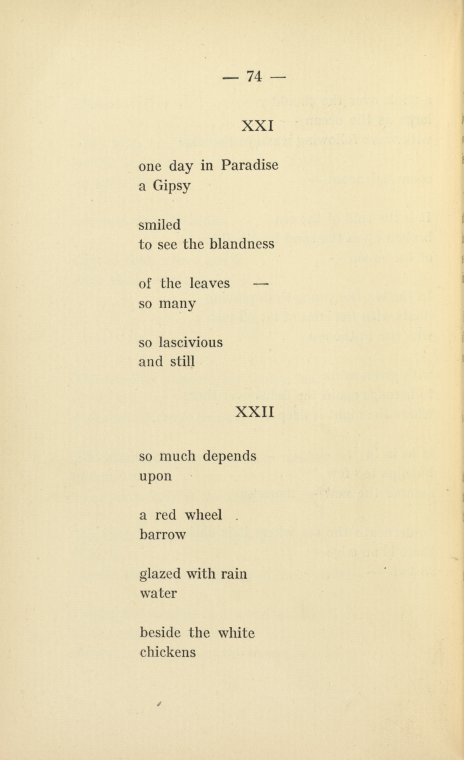 — 74 —
XXI
one day in Paradise
a Gipsy
smiled
to see the blandness
of the leaves —
so many
so lascivious
and still
XXII
so much depends
upon
a red wheel
barrow
glazed with rain
water
beside the white
chickens